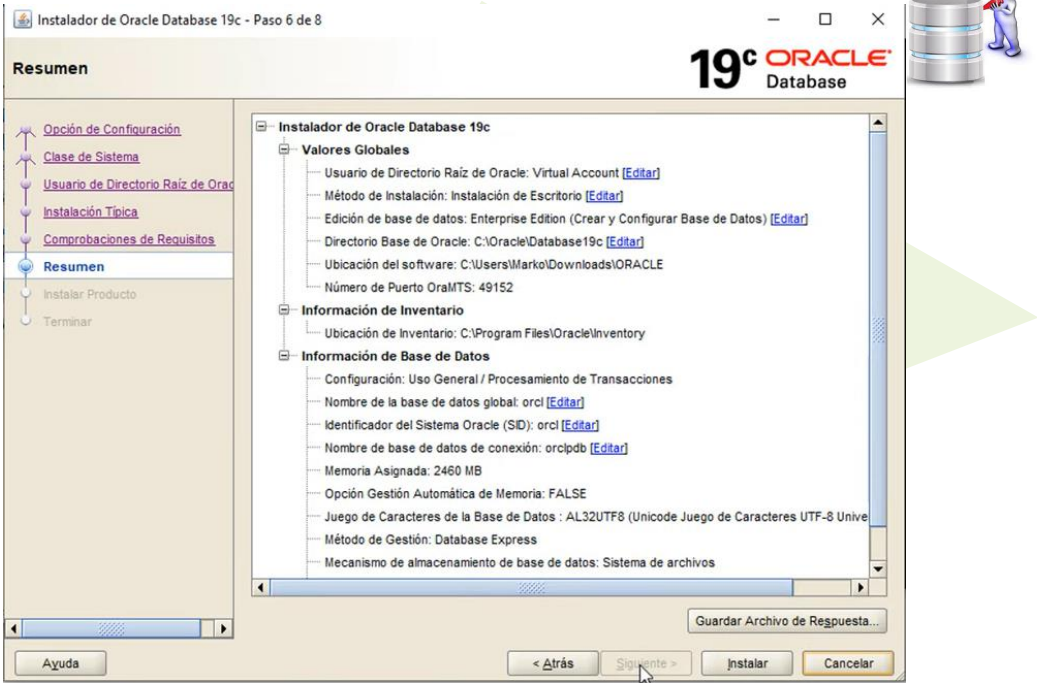 Instalador de Oracle Database 19c - Paso 6 de 8
Resumen
19c ORACLE
Database
Opción de Configuración
Clase de Sistema
Usuario de Directorio Raíz de Orac
Instalación Típica
Comprobaciones de Requisitos
Resumen
Instalar Producto
Terminar
Instalador de Oracle Database 19c
Valores Globales
Usuario de Directorio Raíz de Oracle: Virtual Account [Editar]
Método de Instalación: Instalación de Escritorio [Editar]
Edición de base de datos: Enterprise Edition (Crear y Configurar Base de Datos) [Editar]
Directorio Base de Oracle: C:\Oracle\Database19c [Editar]
Ubicación del software: C:\Users\Marko\Downloads\ORACLE
Número de Puerto OraMTS: 49152
Información de Inventario
Ubicación de Inventario: C:\Program Files\Oracle\Inventory
Información de Base de Datos
Configuración: Uso General / Procesamiento de Transacciones
Nombre de la base de datos global: orcl [Editar]
Identificador del Sistema Oracle (SID): orcl [Editar]
Nombre de base de datos de conexión: orclpdb [Editar]
Memoria Asignada: 2460 MB
Opción Gestión Automática de Memoria: FALSE
Juego de Caracteres de la Base de Datos : AL32UTF8 (Unicode Juego de Caracteres UTF-8 Unive
Método de Gestión: Database Express
Mecanismo de almacenamiento de base de datos: Sistema de archivos
Guardar Archivo de Respuesta...
Ayuda
< Atrás
Siguiente >
Instalar
Cancelar